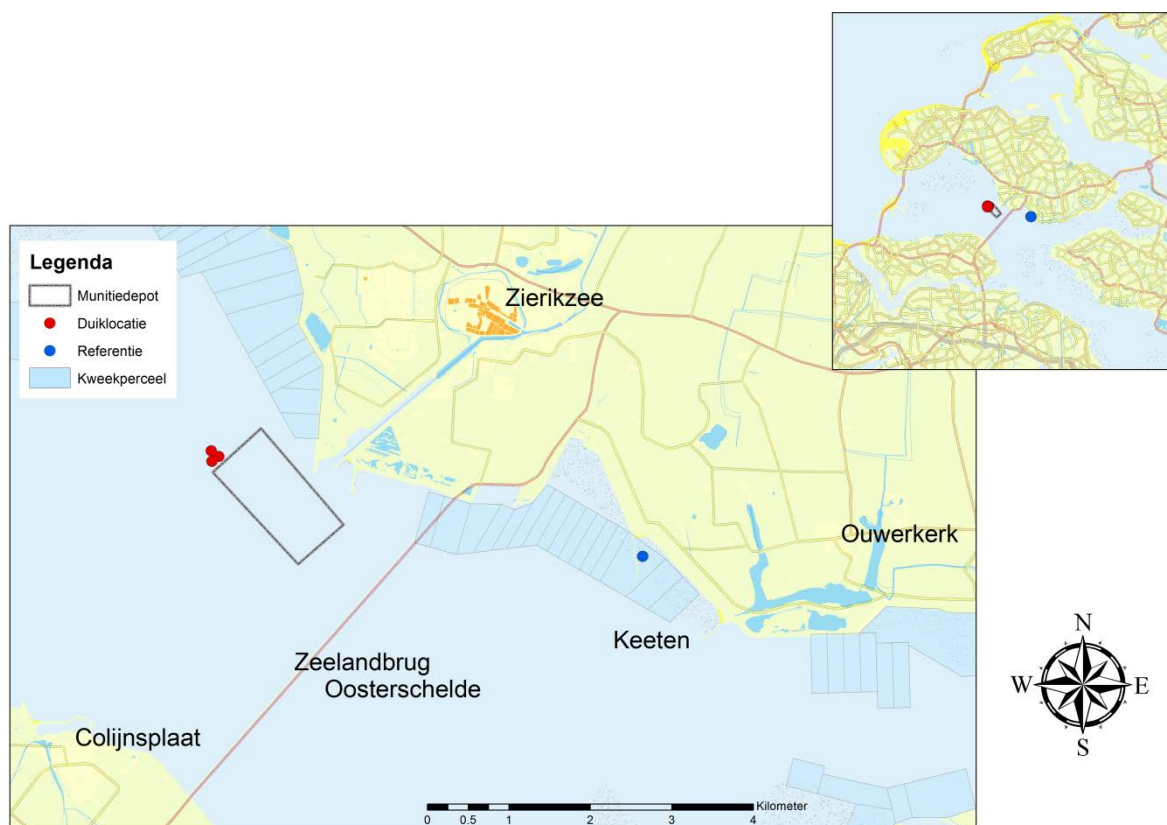 Legenda
Munitiedepot
Duiklocatie
Referentie
Kweekperceel
Zierikzee
Ouwerkerk
Keeten
Zeelandbrug
Oosterschelde
Colijnsplaat
Kilometer
0 0.5 1 2 3 4
N
W E
S